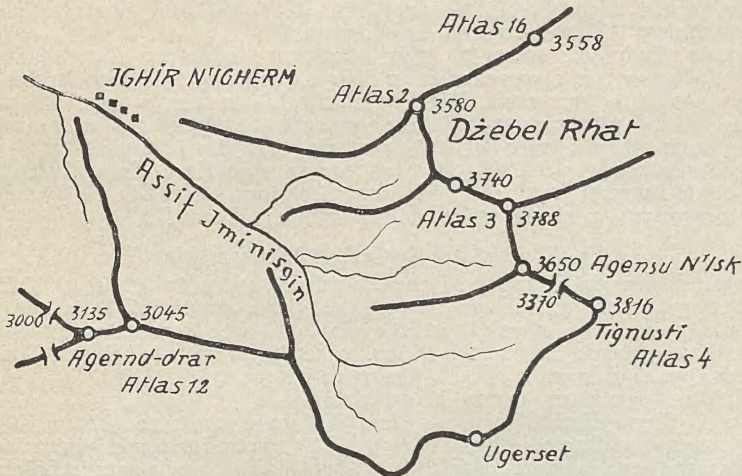 Atlas 16
3558
JGHIR N'IGHERM
Atlas 2
3580
Dżebel Rhat
Assif Jminisgin
3740
Atlas 3
3788
3650 Agensu N'Isk
3370
3816
Tignusti
Atlas 4
3000
3135
3045
Agernd-drar
Atlas 12
Ugerset